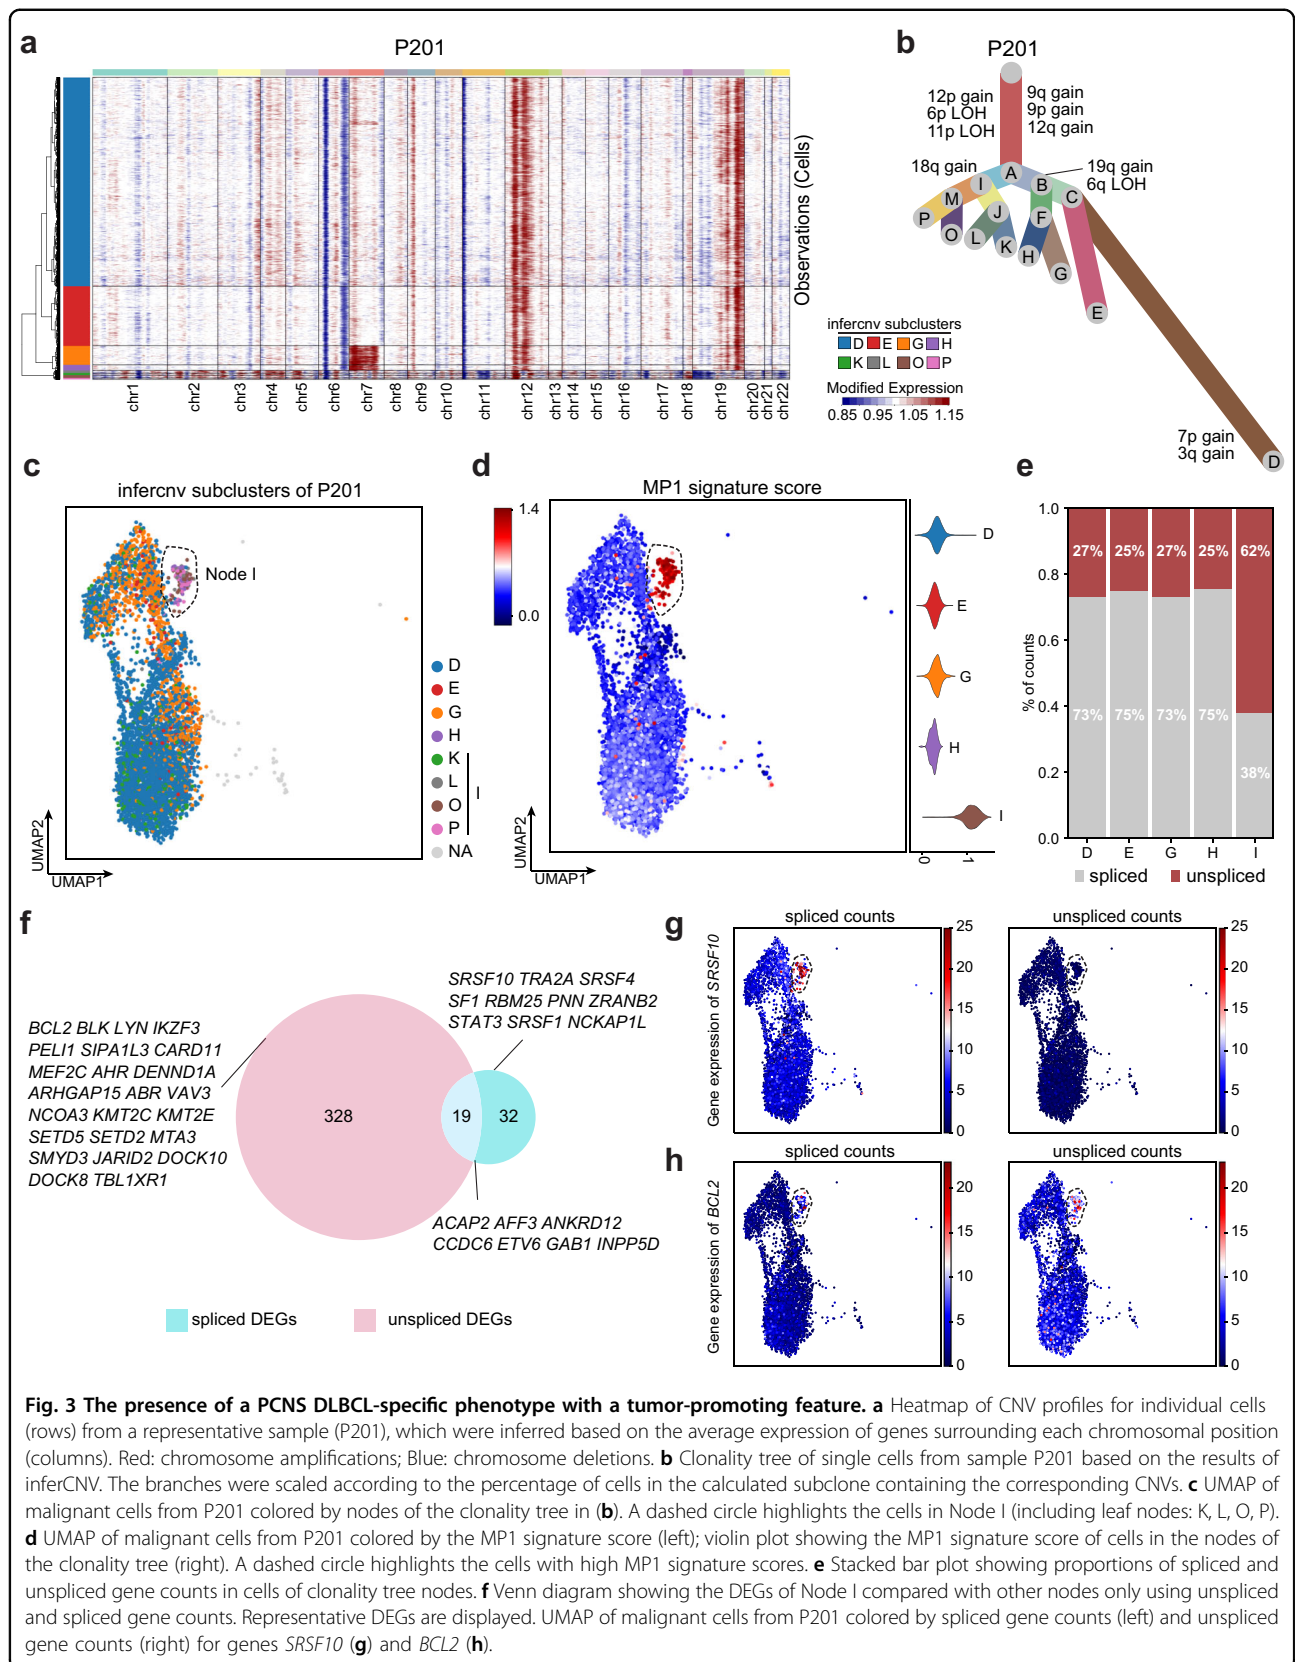 a
P201
Observations (Cells)
chr1
chr2
chr3
chr4
chr5
chr6
chr7
chr8
chr9
chr10
chr11
chr12
chr13
chr14
chr15
chr16
chr17
chr18
chr19
chr20
chr21
chr22
b
P201
12p gain
6p LOH
11p LOH
9q gain
9p gain
12q gain
18q gain
19q gain
6q LOH
A
I
B
C
M
P
O
J
L
K
F
H
G
E
7p gain
3q gain
D
infercnv subclusters
D E G H
K L O P
Modified Expression
0.85 0.95 1.05 1.15
c
infercnv subclusters of P201
Node I
D
E
G
H
K
L
O
P
I
NA
UMAP2
UMAP1
d
MP1 signature score
1.4
0.0
UMAP2
UMAP1
D
E
G
H
I
0 1
e
% of counts
1.0
0.8
0.6
0.4
0.2
0.0
27% 25% 27% 25% 62%
73% 75% 73% 75%
38%
D E G H I
spliced unspliced
f
BCL2 BLK LYN IKZF3
PELI1 SIPA1L3 CARD11
MEF2C AHR DENND1A
ARHGAP15 ABR VAV3
NCOA3 KMT2C KMT2E
SETD5 SETD2 MTA3
SMYD3 JARID2 DOCK10
DOCK8 TBL1XR1
SRSF10 TRA2A SRSF4
SF1 RBM25 PNN ZRANB2
STAT3 SRSF1 NCKAP1L
328
19
32
ACAP2 AFF3 ANKRD12
CCDC6 ETV6 GAB1 INPP5D
spliced DEGs unspliced DEGs
g
Gene expression of SRSF10
spliced counts
25
20
15
10
5
0
unspliced counts
25
20
15
10
5
0
h
Gene expression of BCL2
spliced counts
20
15
10
5
0
unspliced counts
20
15
10
5
0
Fig. 3 The presence of a PCNS DLBCL-specific phenotype with a tumor-promoting feature. a Heatmap of CNV profiles for individual cells
(rows) from a representative sample (P201), which were inferred based on the average expression of genes surrounding each chromosomal position
(columns). Red: chromosome amplifications; Blue: chromosome deletions. b Clonality tree of single cells from sample P201 based on the results of
inferCNV. The branches were scaled according to the percentage of cells in the calculated subclone containing the corresponding CNVs. c UMAP of
malignant cells from P201 colored by nodes of the clonality tree in (b). A dashed circle highlights the cells in Node I (including leaf nodes: K, L, O, P).
d UMAP of malignant cells from P201 colored by the MP1 signature score (left); violin plot showing the MP1 signature score of cells in the nodes of
the clonality tree (right). A dashed circle highlights the cells with high MP1 signature scores. e Stacked bar plot showing proportions of spliced and
unspliced gene counts in cells of clonality tree nodes. f Venn diagram showing the DEGs of Node I compared with other nodes only using unspliced
and spliced gene counts. Representative DEGs are displayed. UMAP of malignant cells from P201 colored by spliced gene counts (left) and unspliced
gene counts (right) for genes SRSF10 (g) and BCL2 (h).